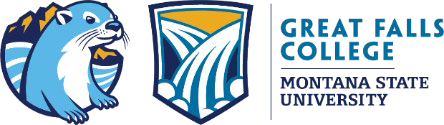 GREAT FALLS
COLLEGE
MONTANA STATE
UNIVERSITY